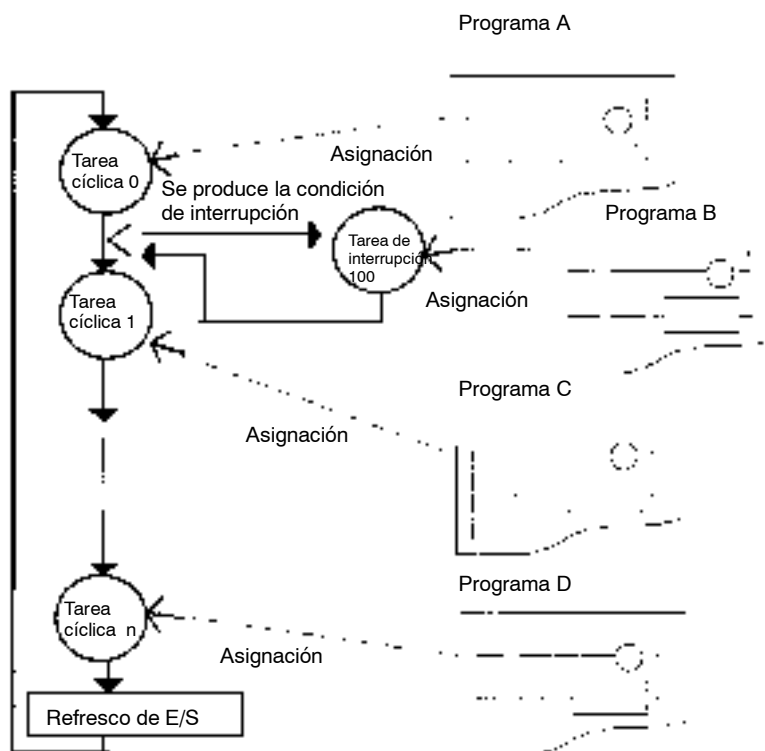 Programa A
Asignación
Tarea
cíclica 0
Se produce la condición
de interrupción
Programa B
Tarea de
interrupción
100
Asignación
Tarea
cíclica 1
Programa C
Asignación
Programa D
Tarea
cíclica n
Asignación
Refresco de E/S